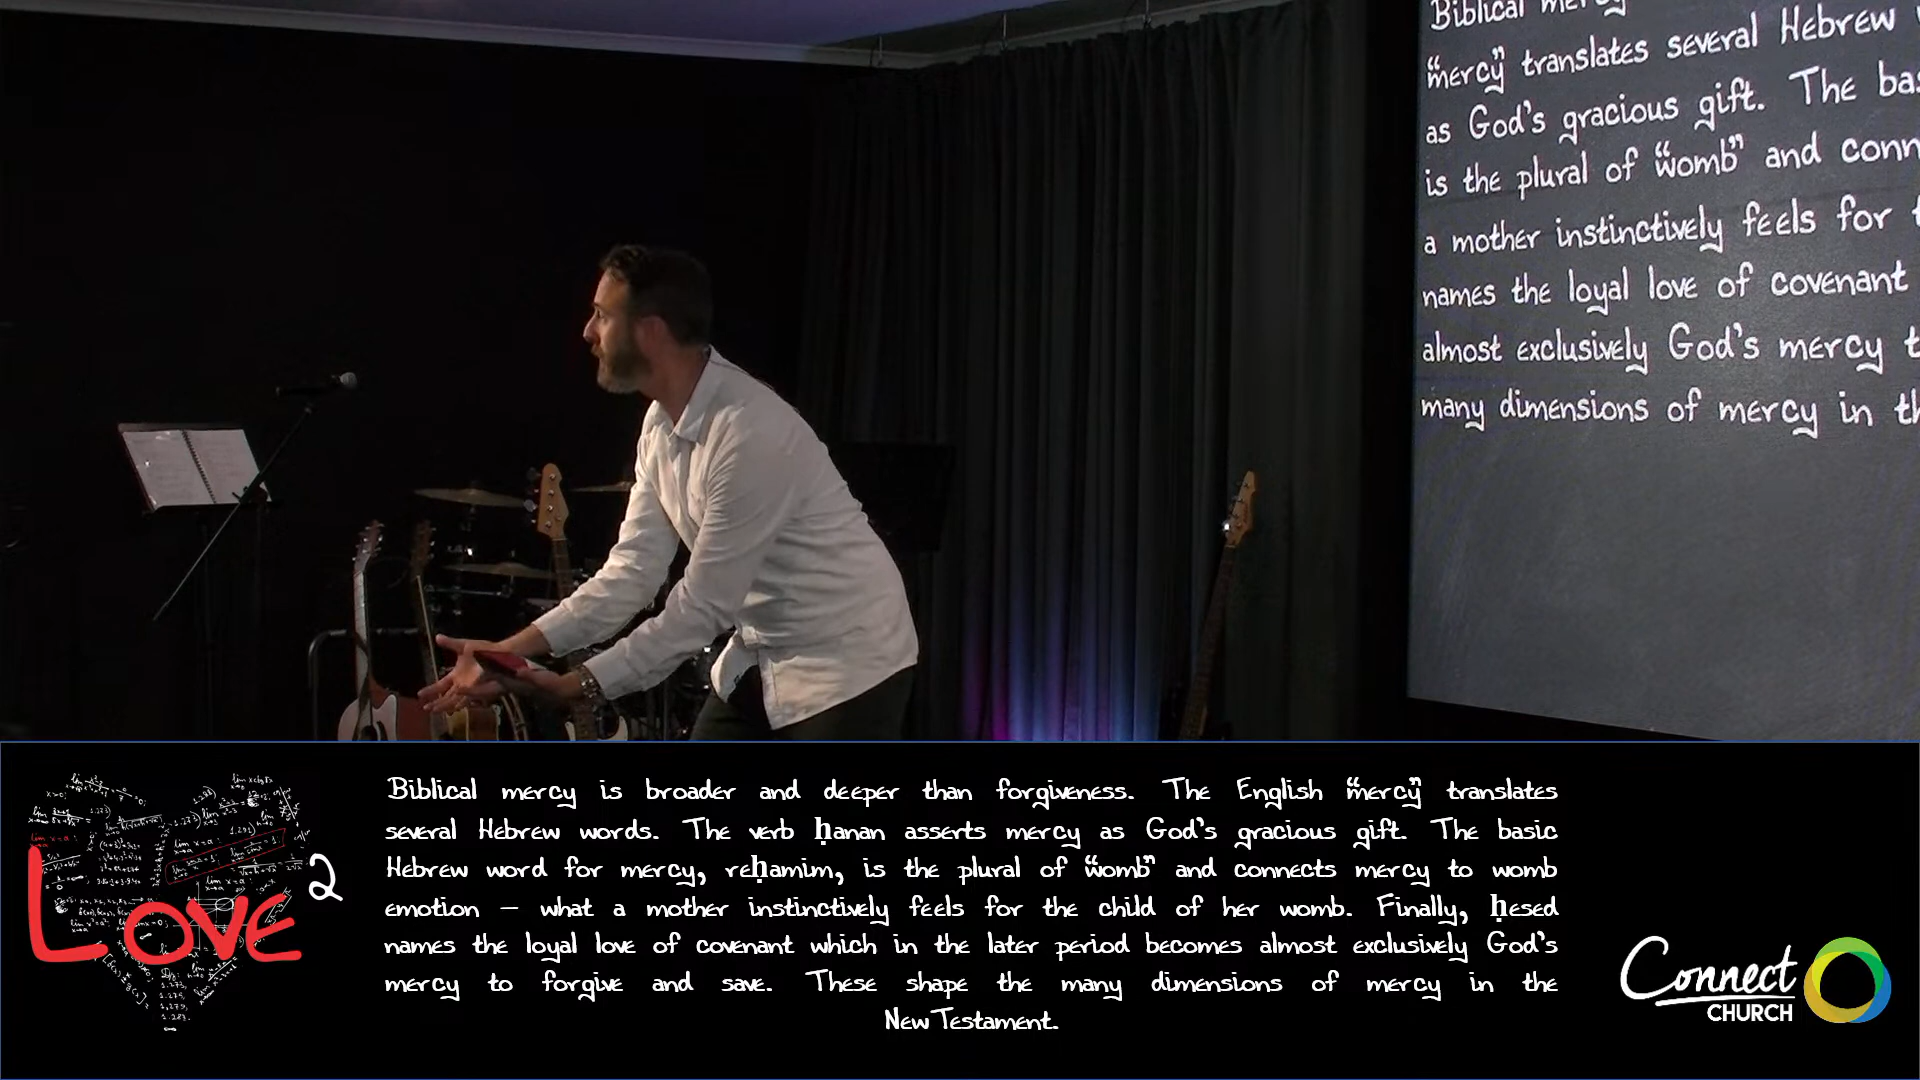 Biblical mercy
"mercy" translates several Hebrew
as God's gracious gift. The bas
is the plural of "womb" and conn
a mother instinctively feels for
names the loyal love of covenant
almost exclusively God's mercy t
many dimensions of mercy in th
Biblical mercy is broader and deeper than forgiveness. The English "mercy" translates
several Hebrew words. The verb ḥanan asserts mercy as God's gracious gift. The basic
Hebrew word for mercy, reḥamim, is the plural of "womb" and connects mercy to womb
emotion – what a mother instinctively feels for the child of her womb. Finally, ḥesed
names the loyal love of covenant which in the later period becomes almost exclusively God's
mercy to forgive and save. These shape the many dimensions of mercy in the
New Testament.
LOVE 2
Connect
CHURCH